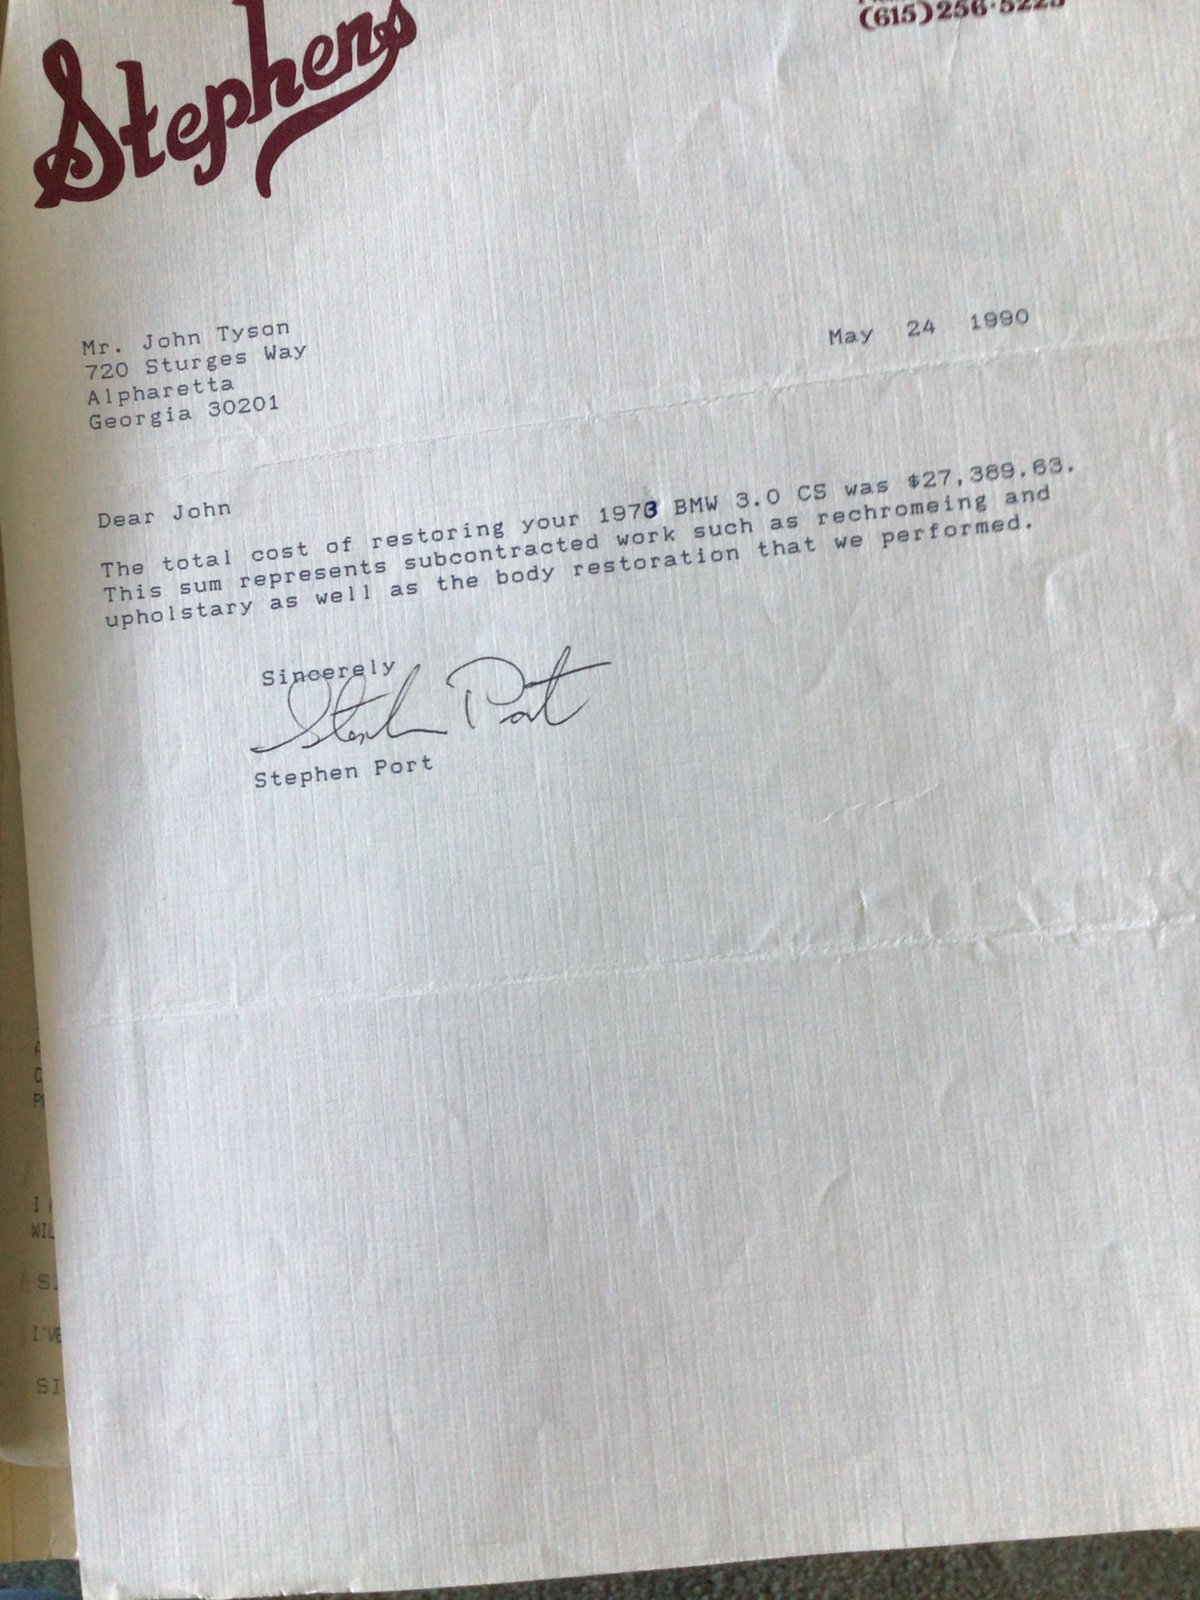 Stephens
(615)256-5225
Mr. John Tyson
720 Sturges Way
Alpharetta
Georgia 30201
May 24 1990
Dear John
The total cost of restoring your 1973 BMW 3.0 CS was $27,389.63.
This sum represents subcontracted work such as rechromeing and
upholstary as well as the body restoration that we performed.
Sincerely
Stephen Port
Stephen Port
WIL
I'VE